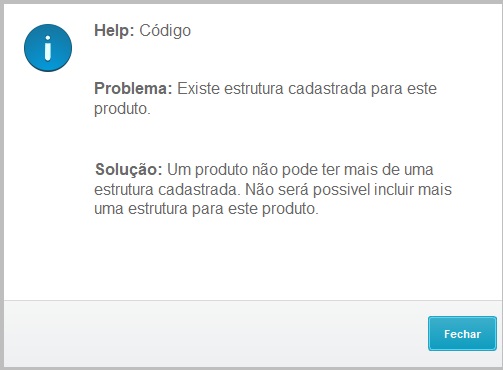 Help: Código
Problema: Existe estrutura cadastrada para este
produto.
Solução: Um produto não pode ter mais de uma
estrutura cadastrada. Não será possivel incluir mais
uma estrutura para este produto.
Fechar